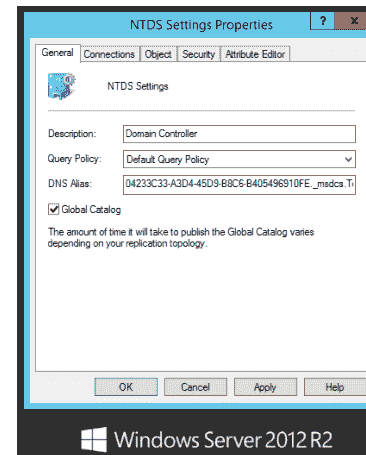 NTDS Settings Properties
? x
General Connections Object Security Attribute Editor
NTDS Settings
Description: Domain Controller
Query Policy: Default Query Policy
DNS Alias: 04233C33-A3D4-45D9-B8C6-B405496910FE._msdcs.T
Global Catalog
The amount of time it will take to publish the Global Catalog varies
depending on your replication topology.
OK Cancel Apply Help
Windows Server 2012 R2